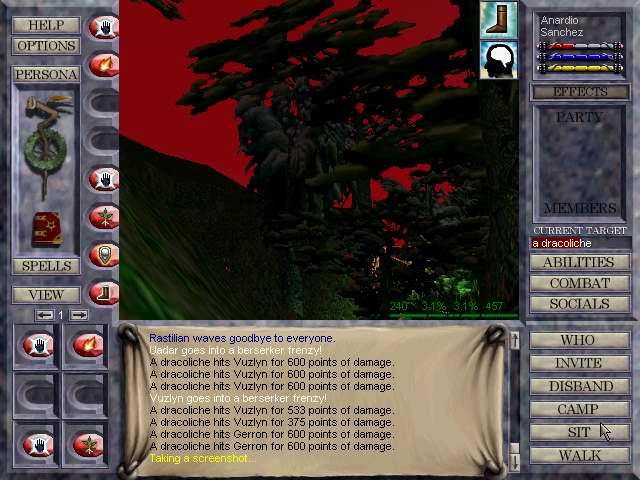 HELP
OPTIONS
PERSONA
SPELLS
VIEW
1
240 3.1% 3.1% 457
Anardio
Sanchez
EFFECTS
PARTY
MEMBERS
CURRENT TARGET
a dracoliche
ABILITIES
COMBAT
SOCIALS
Rastilian waves goodbye to everyone.
Uadar goes into a berserker frenzy!
A dracoliche hits Vuzlyn for 600 points of damage.
A dracoliche hits Vuzlyn for 600 points of damage.
A dracoliche hits Vuzlyn for 600 points of damage.
Vuzlyn goes into a berserker frenzy!
A dracoliche hits Vuzlyn for 533 points of damage.
A dracoliche hits Vuzlyn for 375 points of damage.
A dracoliche hits Gerron for 600 points of damage.
A dracoliche hits Gerron for 600 points of damage.
Taking a screenshot...
WHO
INVITE
DISBAND
CAMP
SIT
WALK